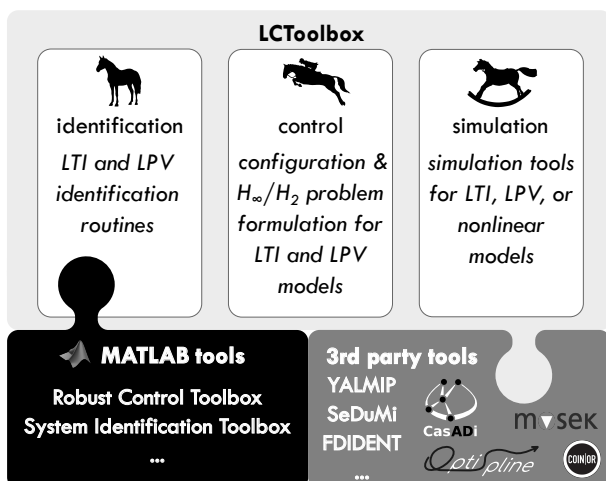 LCToolbox
identification
LTI and LPV
identification
routines
control
configuration &
H∞/H2 problem
formulation for
LTI and LPV
models
simulation
simulation tools
for LTI, LPV, or
nonlinear
models
MATLAB tools
Robust Control Toolbox
System Identification Toolbox
...
3rd party tools
YALMIP
SeDuMi
FDIDENT
...
CasADi
Optispline
mosek
COIN|OR